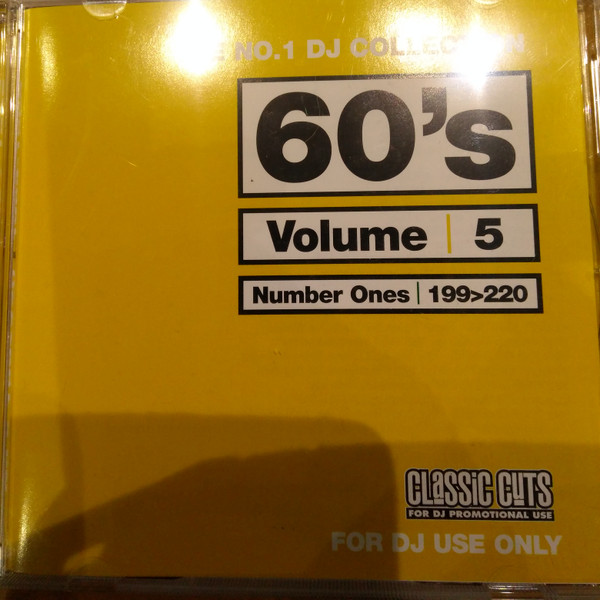 NO.1 DJ COLLECTION
60's
Volume | 5
Number Ones | 199>220
CLaSSiC CuTS
FOR DJ PROMOTIONAL USE
FOR DJ USE ONLY